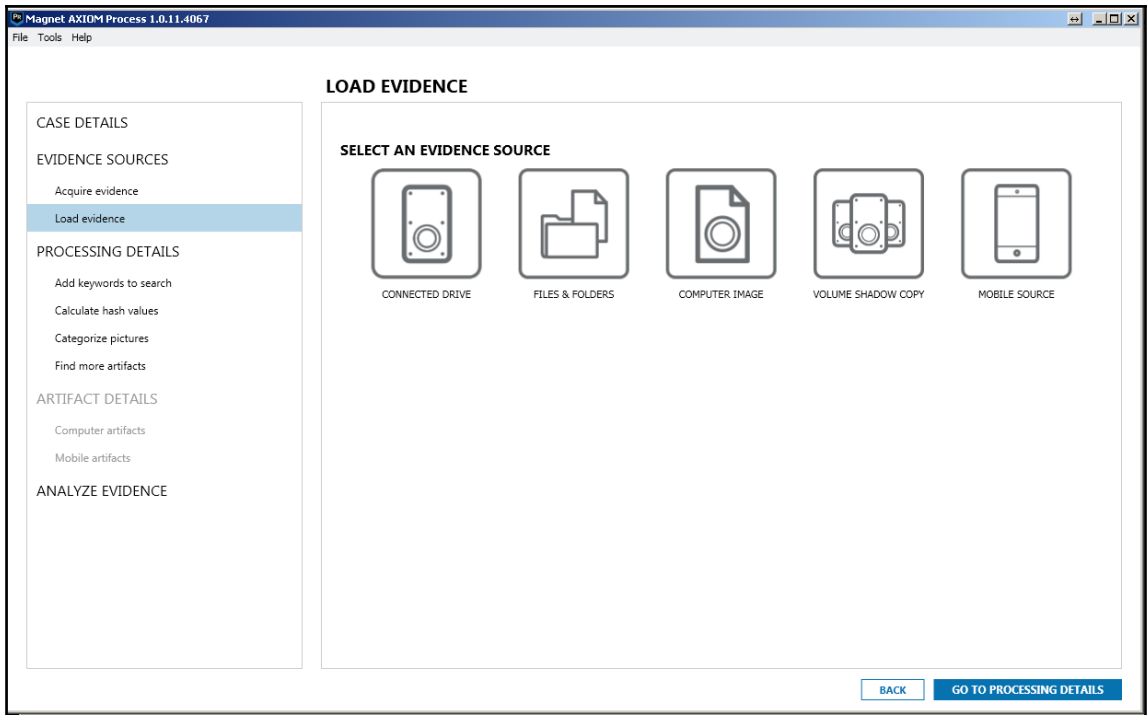 PR Magnet AXIOM Process 1.0.11.4067
File Tools Help
LOAD EVIDENCE
CASE DETAILS
EVIDENCE SOURCES
Acquire evidence
Load evidence
PROCESSING DETAILS
Add keywords to search
Calculate hash values
Categorize pictures
Find more artifacts
ARTIFACT DETAILS
Computer artifacts
Mobile artifacts
ANALYZE EVIDENCE
SELECT AN EVIDENCE SOURCE
CONNECTED DRIVE FILES & FOLDERS COMPUTER IMAGE VOLUME SHADOW COPY MOBILE SOURCE
BACK GO TO PROCESSING DETAILS